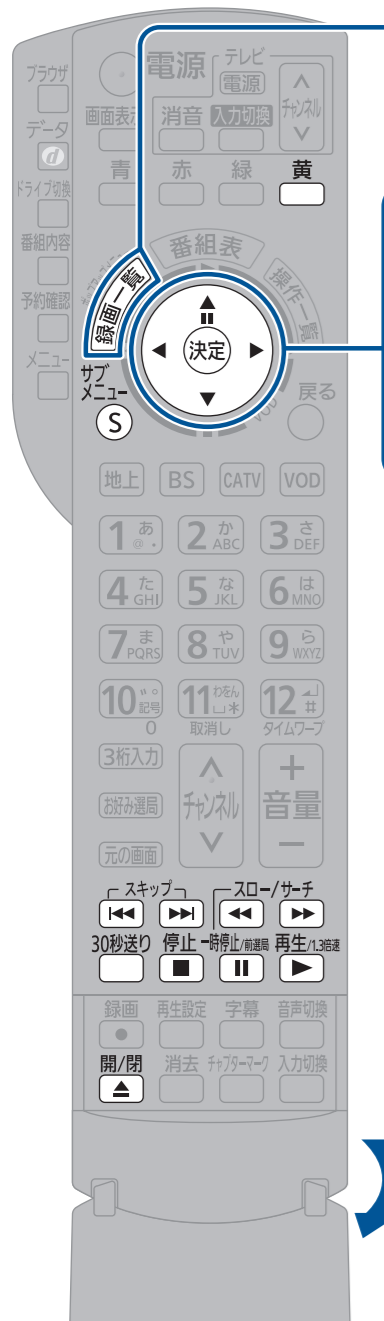 ブラウザ
電源
テレビ
電源
チャンネル
画面表示
消音
入力切換
データ
d
青
赤
緑
黄
ドライブ切換
番組内容
番組表
録画一覧
操作一覧
予約確認
決定
メニュー
サブ
メニュー
S
戻る
VOD
地上
BS
CATV
VOD
1 あ @ .
2 か ABC
3 さ DEF
4 た GHI
5 な JKL
6 は MNO
7 ま PQRS
8 や TUV
9 ら WXYZ
10 ゛゜ 記号
11 わをん ␣*
12 #
0
取消し
タイムワープ
3桁入力
お好み選局
元の画面
チャンネル
+
音量
−
スキップ
スロー/サーチ
30秒送り
停止
一時停止/前選局
再生/1.3倍速
録画
再生設定
字幕
音声切換
開/閉
消去
チャプターマーク
入力切換